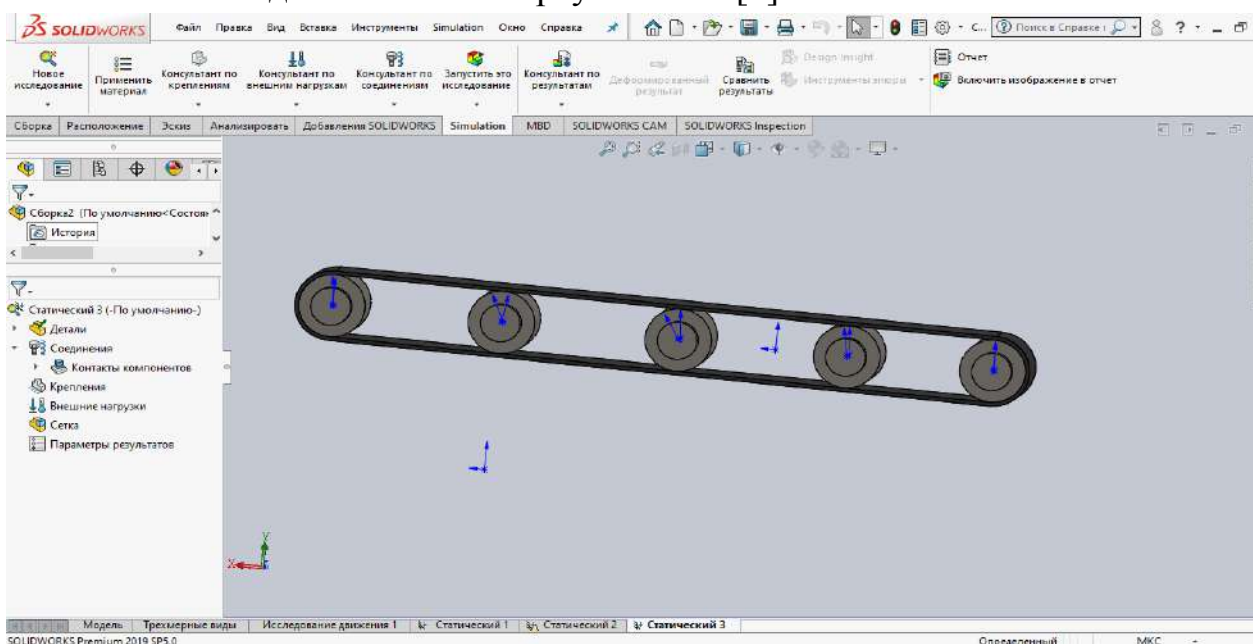 SOLIDWORKS Файл Правка Вид Вставка Инструменты Simulation Окно Справка С... Поиск в Справке
Новое исследование
Применить материал
Консультант по креплениям
Консультант по внешним нагрузкам
Консультант по соединениям
Запустить это исследование
Консультант по результатам
Деформированный результат
Сравнить результаты
Design Insight
Инструменты эпюры
Отчет
Включить изображение в отчет
Сборка Расположение Эскиз Анализировать Добавления SOLIDWORKS Simulation MBD SOLIDWORKS CAM SOLIDWORKS Inspection
Сборка2 (По умолчанию<Состоя
История
Статический 3 (-По умолчанию-)
Детали
Соединения
Контакты компонентов
Крепления
Внешние нагрузки
Сетка
Параметры результатов
Y
X
Модель Трехмерные виды Исследование движения 1 Статический 1 Статический 2 Статический 3
SOLIDWORKS Premium 2019 SP5.0 Определенный МКС